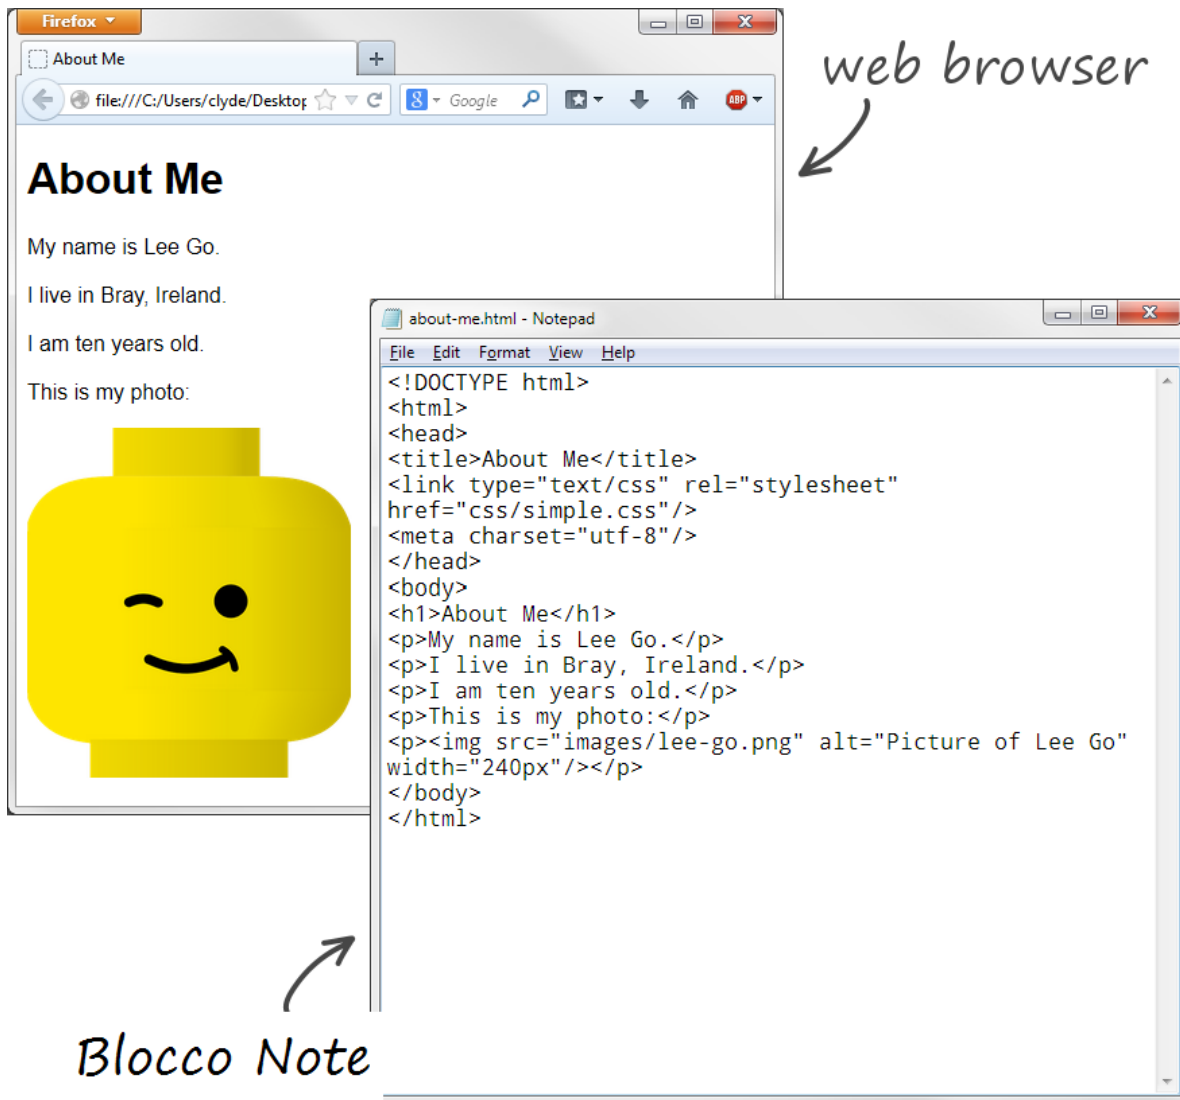 Firefox
About Me
file:///C:/Users/clyde/Desktop
8 Google
ABP
web browser
About Me
My name is Lee Go.
I live in Bray, Ireland.
I am ten years old.
This is my photo:
about-me.html - Notepad
File Edit Format View Help
<!DOCTYPE html>
<html>
<head>
<title>About Me</title>
<link type="text/css" rel="stylesheet"
href="css/simple.css"/>
<meta charset="utf-8"/>
</head>
<body>
<h1>About Me</h1>
<p>My name is Lee Go.</p>
<p>I live in Bray, Ireland.</p>
<p>I am ten years old.</p>
<p>This is my photo:</p>
<p><img src="images/lee-go.png" alt="Picture of Lee Go"
width="240px"/></p>
</body>
</html>
Blocco Note